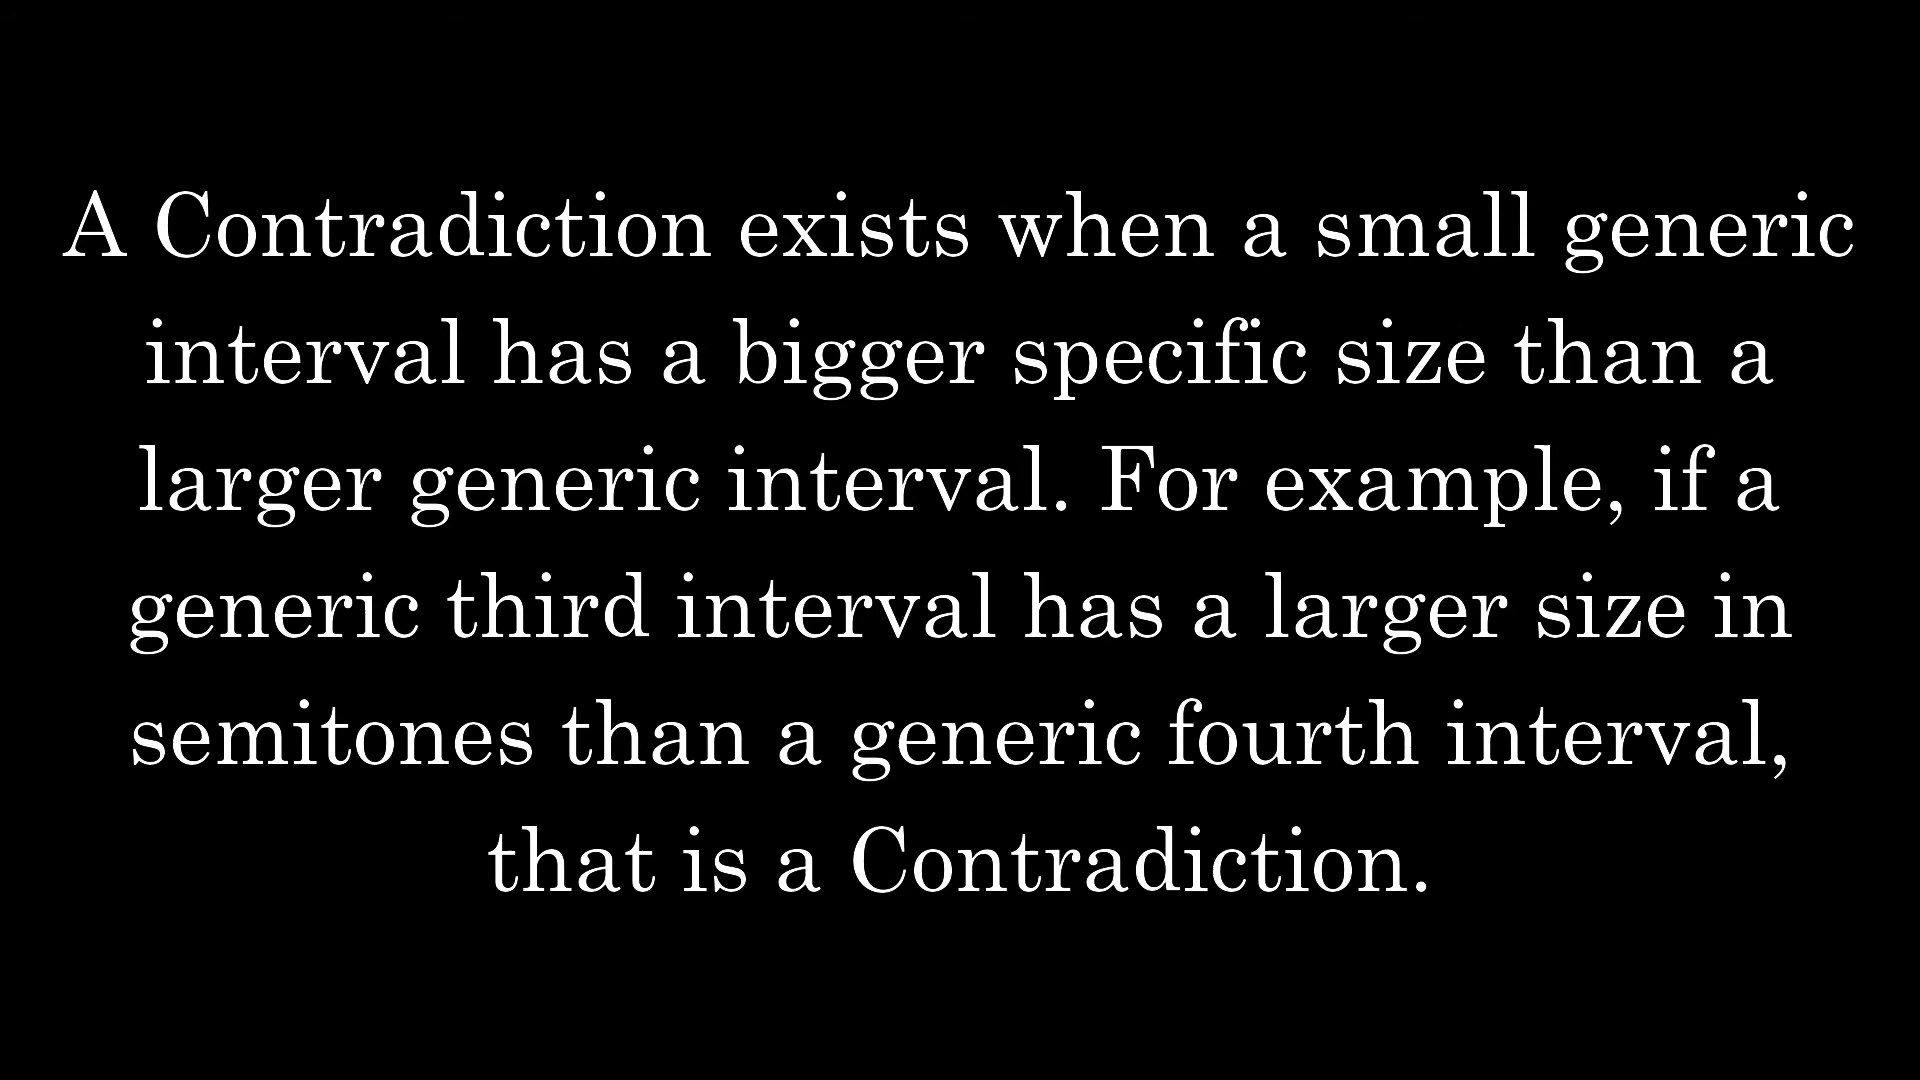 A Contradiction exists when a small generic
interval has a bigger specific size than a
larger generic interval. For example, if a
generic third interval has a larger size in
semitones than a generic fourth interval,
that is a Contradiction.